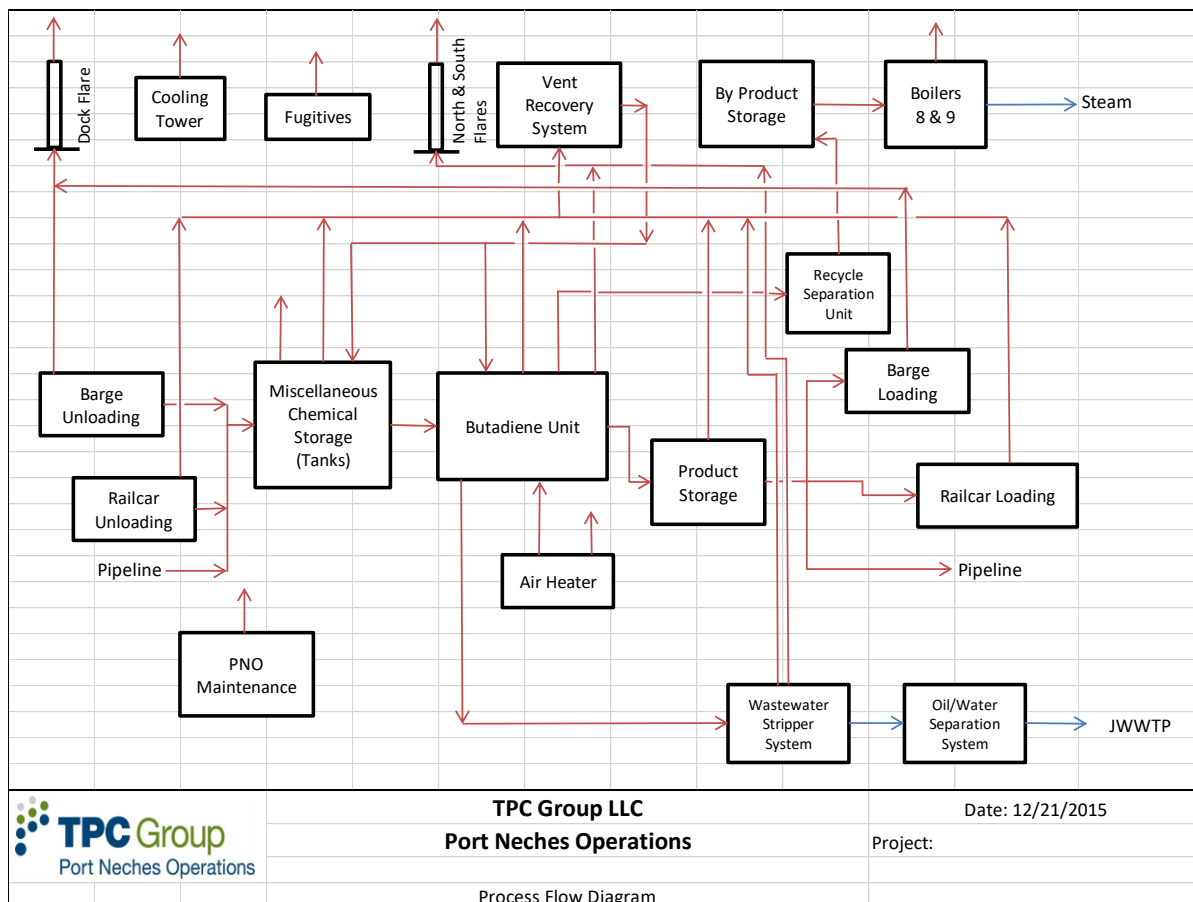 Dock Flare
Cooling
Tower
Fugitives
North & South
Flares
Vent
Recovery
System
By Product
Storage
Boilers
8 & 9
Steam
Recycle
Separation
Unit
Barge
Unloading
Miscellaneous
Chemical
Storage
(Tanks)
Butadiene Unit
Barge
Loading
Railcar
Unloading
Product
Storage
Railcar Loading
Pipeline
Air Heater
Pipeline
PNO
Maintenance
Wastewater
Stripper
System
Oil/Water
Separation
System
JWWTP
TPC Group
Port Neches Operations
TPC Group LLC
Port Neches Operations
Process Flow Diagram
Date: 12/21/2015
Project: